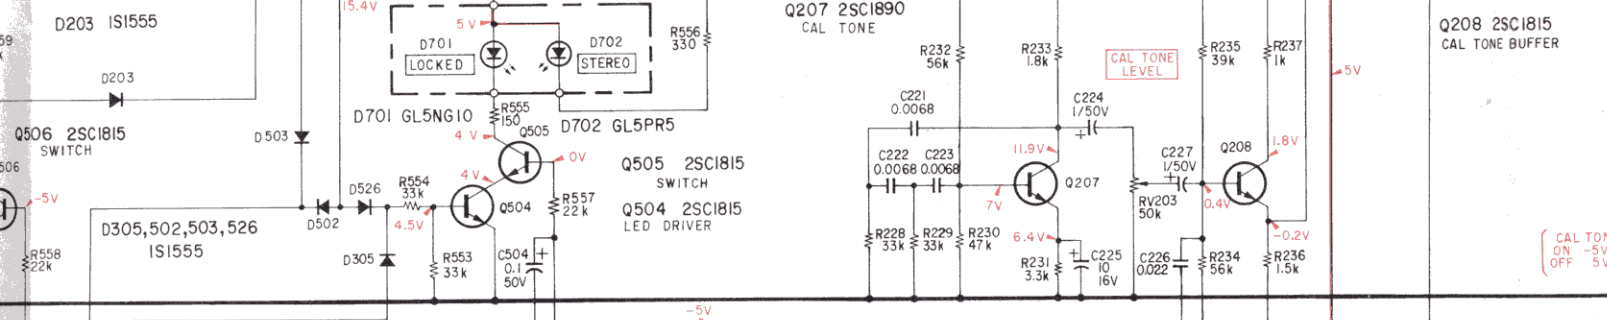 D203 IS1555
59
k
D203
Q506 2SC1815
SWITCH
506
-5V
R558
22k
D305,502,503,526
IS1555
15.4V
D503
D502
D526
D305
R554
33k
4.5V
R553
33k
Q504
5V
D701
LOCKED
D702
STEREO
R556
330
D701 GL5NG10
R555
150
D702 GL5PR5
4V
Q505
0V
4V
R557
22k
C504
0.1
50V
Q505 2SC1815
SWITCH
Q504 2SC1815
LED DRIVER
-5V
Q207 2SC1890
CAL TONE
R232
56k
R233
1.8k
C221
0.0068
C222
0.0068
C223
0.0068
C224
1/50V
+
11.9V
Q207
7V
6.4V
R228
33k
R229
33k
R230
47k
R231
3.3k
+
C225
10
16V
CAL TONE
LEVEL
RV203
50k
C227
1/50V
+
C226
0.022
R235
39k
R237
1k
Q208
1.8V
0.4V
-0.2V
R234
56k
R236
1.5k
5V
Q208 2SC1815
CAL TONE BUFFER
CAL TON
ON -5V
OFF 5V